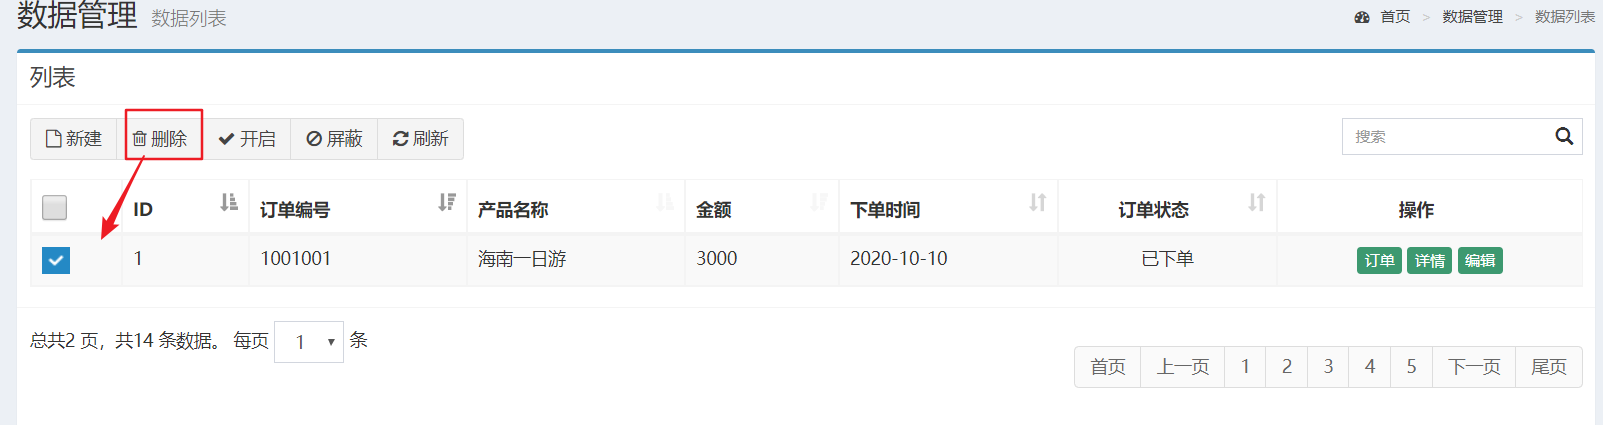 数据管理 数据列表 首页 > 数据管理 > 数据列表
列表
新建 删除 开启 屏蔽 刷新 搜索
ID 订单编号 产品名称 金额 下单时间 订单状态 操作
1 1001001 海南一日游 3000 2020-10-10 已下单 订单 详情 编辑
总共2 页，共14 条数据。 每页 1 条
首页 上一页 1 2 3 4 5 下一页 尾页